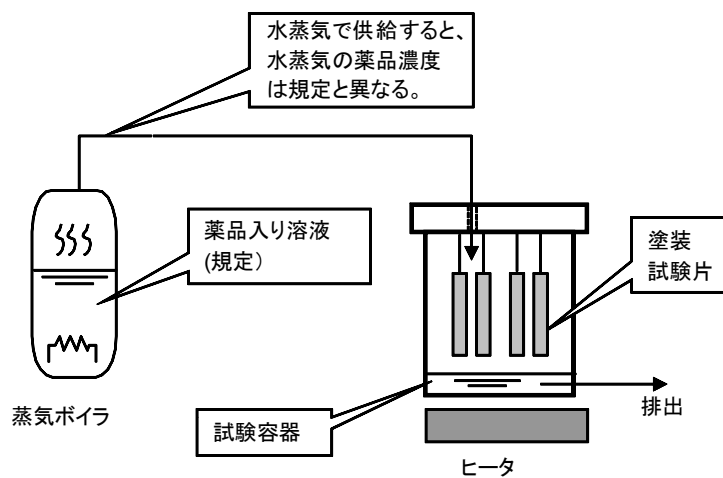 水蒸気で供給すると、
水蒸気の薬品濃度
は規定と異なる。
薬品入り溶液
(規定）
塗装
試験片
蒸気ボイラ
試験容器
排出
ヒータ